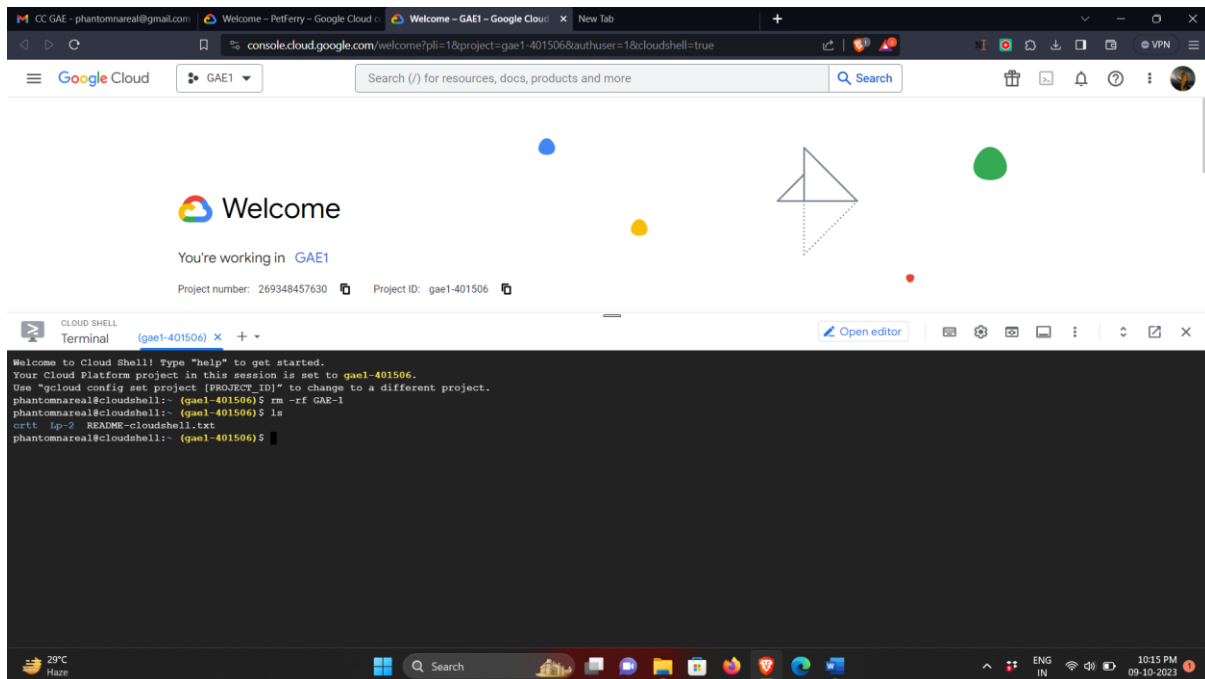 CC GAE - phantomnareal@gmail.com Welcome – PetFerry – Google Cloud c Welcome – GAE1 – Google Cloud New Tab
console.cloud.google.com/welcome?pli=1&project=gae1-401506&authuser=1&cloudshell=true VPN
Google Cloud GAE1 Search (/) for resources, docs, products and more Search
Welcome
You're working in GAE1
Project number: 269348457630 Project ID: gae1-401506
CLOUD SHELL
Terminal (gae1-401506) Open editor
Welcome to Cloud Shell! Type "help" to get started.
Your Cloud Platform project in this session is set to gae1-401506.
Use "gcloud config set project [PROJECT_ID]" to change to a different project.
phantomnareal@cloudshell:~ (gae1-401506)$ rm -rf GAE-1
phantomnareal@cloudshell:~ (gae1-401506)$ ls
crtt Lp-2 README-cloudshell.txt
phantomnareal@cloudshell:~ (gae1-401506)$
29°C
Haze
Search
ENG
IN
10:15 PM
09-10-2023
1